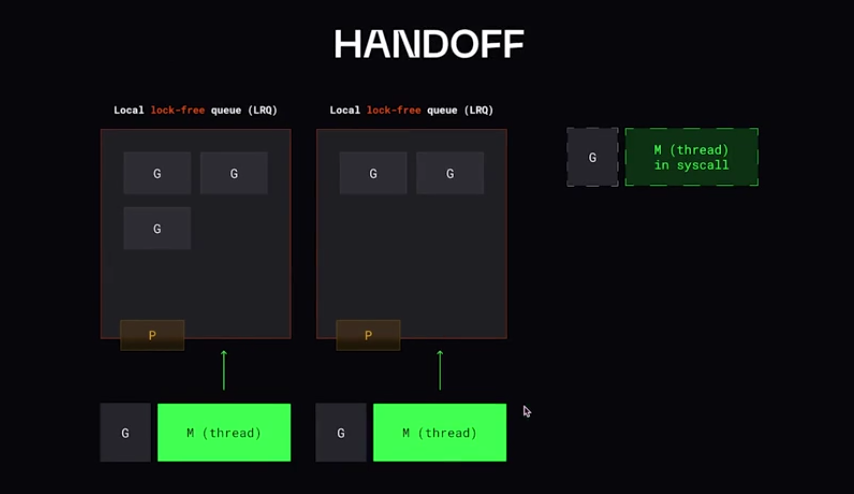 HANDOFF
Local lock-free queue (LRQ)
Local lock-free queue (LRQ)
G
G
G
G
G
G
M (thread)
in syscall
P
P
G
M (thread)
G
M (thread)